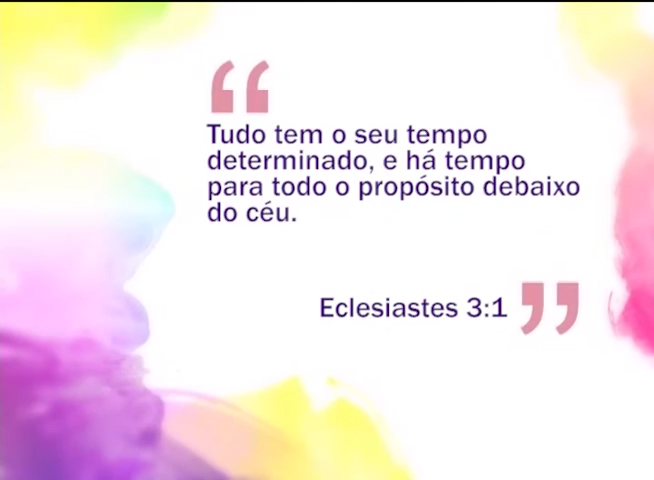 “
Tudo tem o seu tempo
determinado, e há tempo
para todo o propósito debaixo
do céu.
Eclesiastes 3:1 ”